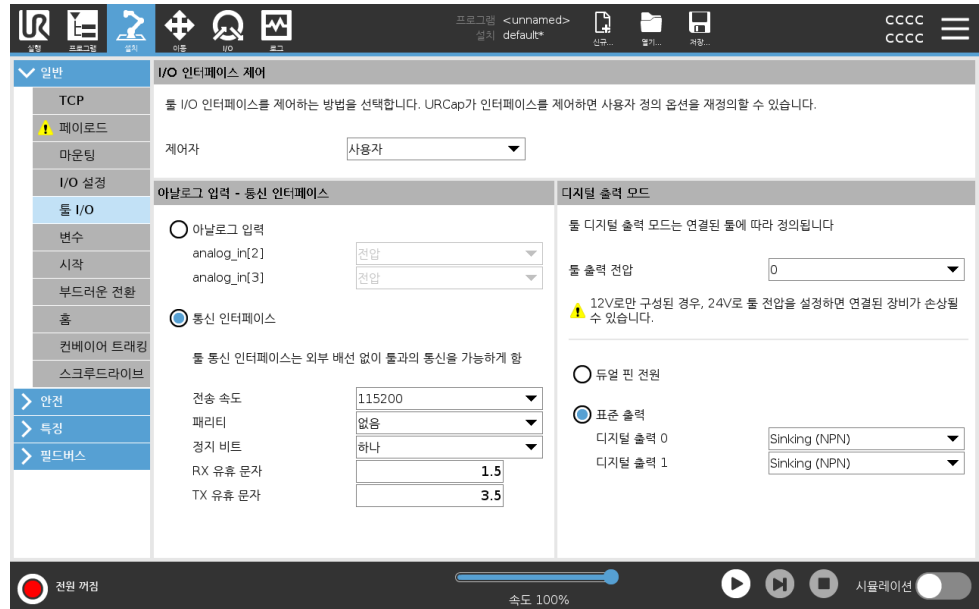 UR
실행
프로그램
설치
이동
I/O
로그
프로그램 <unnamed>
설치 default*
신규...
열기...
저장...
CCCC
CCCC
일반
TCP
페이로드
마운팅
I/O 설정
툴 I/O
변수
시작
부드러운 전환
홈
컨베이어 트래킹
스크루드라이브
안전
특징
필드버스
I/O 인터페이스 제어
툴 I/O 인터페이스를 제어하는 방법을 선택합니다. URCap가 인터페이스를 제어하면 사용자 정의 옵션을 재정의할 수 있습니다.
제어자 사용자
아날로그 입력 - 통신 인터페이스
아날로그 입력
analog_in[2] 전압
analog_in[3] 전압
통신 인터페이스
툴 통신 인터페이스는 외부 배선 없이 툴과의 통신을 가능하게 함
전송 속도 115200
패리티 없음
정지 비트 하나
RX 유휴 문자 1.5
TX 유휴 문자 3.5
디지털 출력 모드
툴 디지털 출력 모드는 연결된 툴에 따라 정의됩니다
툴 출력 전압 0
12V로만 구성된 경우, 24V로 툴 전압을 설정하면 연결된 장비가 손상될
수 있습니다.
듀얼 핀 전원
표준 출력
디지털 출력 0 Sinking (NPN)
디지털 출력 1 Sinking (NPN)
전원 꺼짐
속도 100%
시뮬레이션